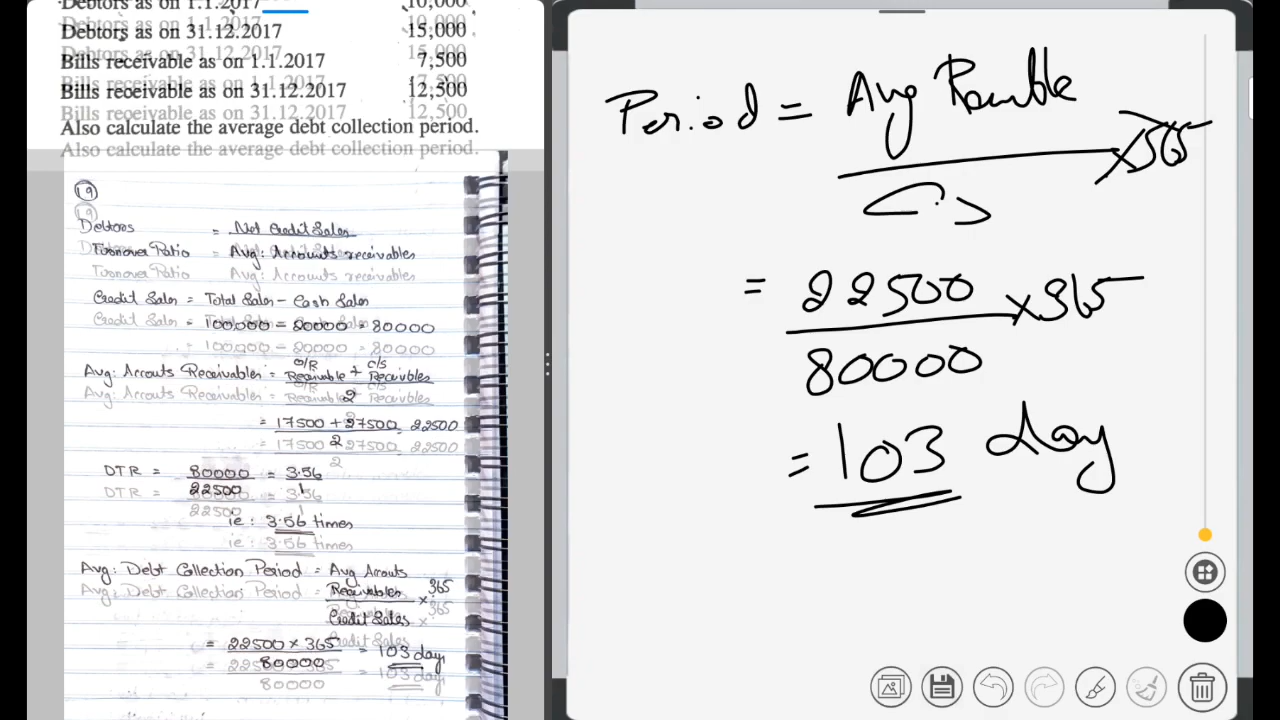 Debtors as on 1.1.2017 10,000
Debtors as on 31.12.2017 15,000
Bills receivable as on 1.1.2017 7,500
Bills receivable as on 31.12.2017 12,500
Also calculate the average debt collection period.
19
Debtors = Net Credit Sales
Turnover Ratio = Avg: Accounts receivables
Credit Sales = Total Sales - Cash Sales
= 100,000 - 20000 = 80000
O/R C/S
Avg: Accounts Receivables = Receivable + Receivbles
2
= 17500 + 27500 22500
2
DTR = 80000 = 3.56
22500 1
ie: 3.56 times
Avg: Debt Collection Period = Avg Accouts
Receivables × 365
Credit Sales
= 22500 × 365 = 103 day
80000
Period = Avg × 365
= 22500 × 365
80000
= 103 day